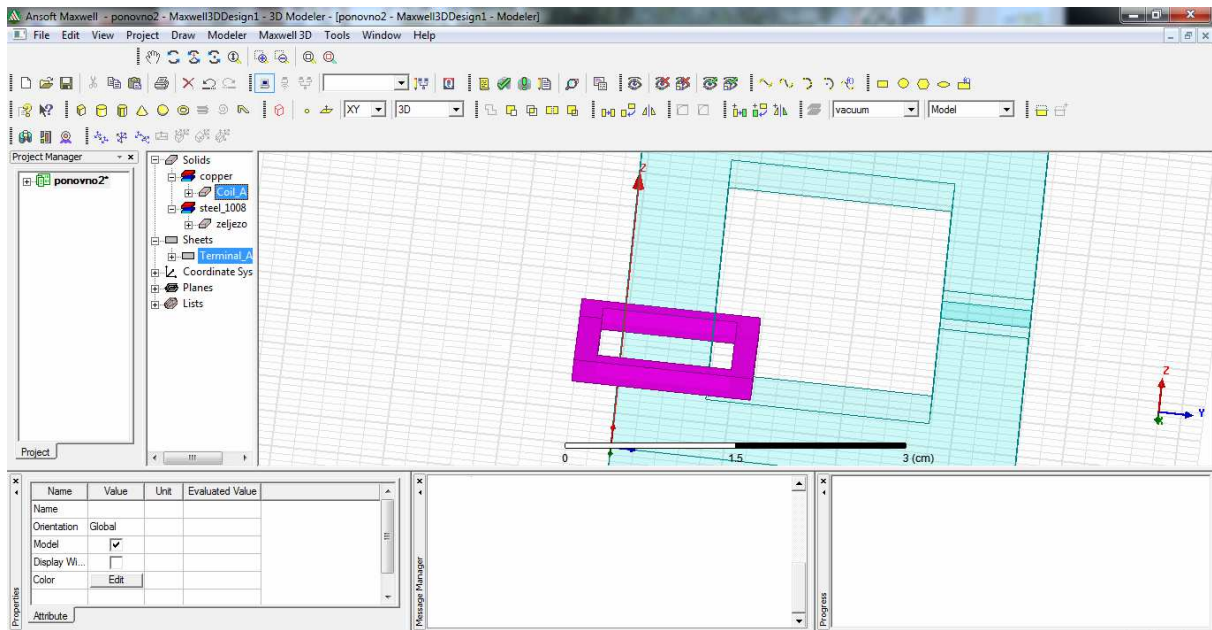 Ansoft Maxwell - ponovno2 - Maxwell3DDesign1 - 3D Modeler - [ponovno2 - Maxwell3DDesign1 - Modeler]
File Edit View Project Draw Modeler Maxwell 3D Tools Window Help
XY 3D vacuum Model
Project Manager
ponovno2*
Project
Solids
copper
Coil_A
steel_1008
zeljezo
Sheets
Terminal_A
Coordinate Sys
Planes
Lists
Z
Z
Y
X
0 1.5 3 (cm)
Name Value Unit Evaluated Value
Name
Orientation Global
Model
Display Wi...
Color Edit
Attribute
Properties
Message Manager
Progress